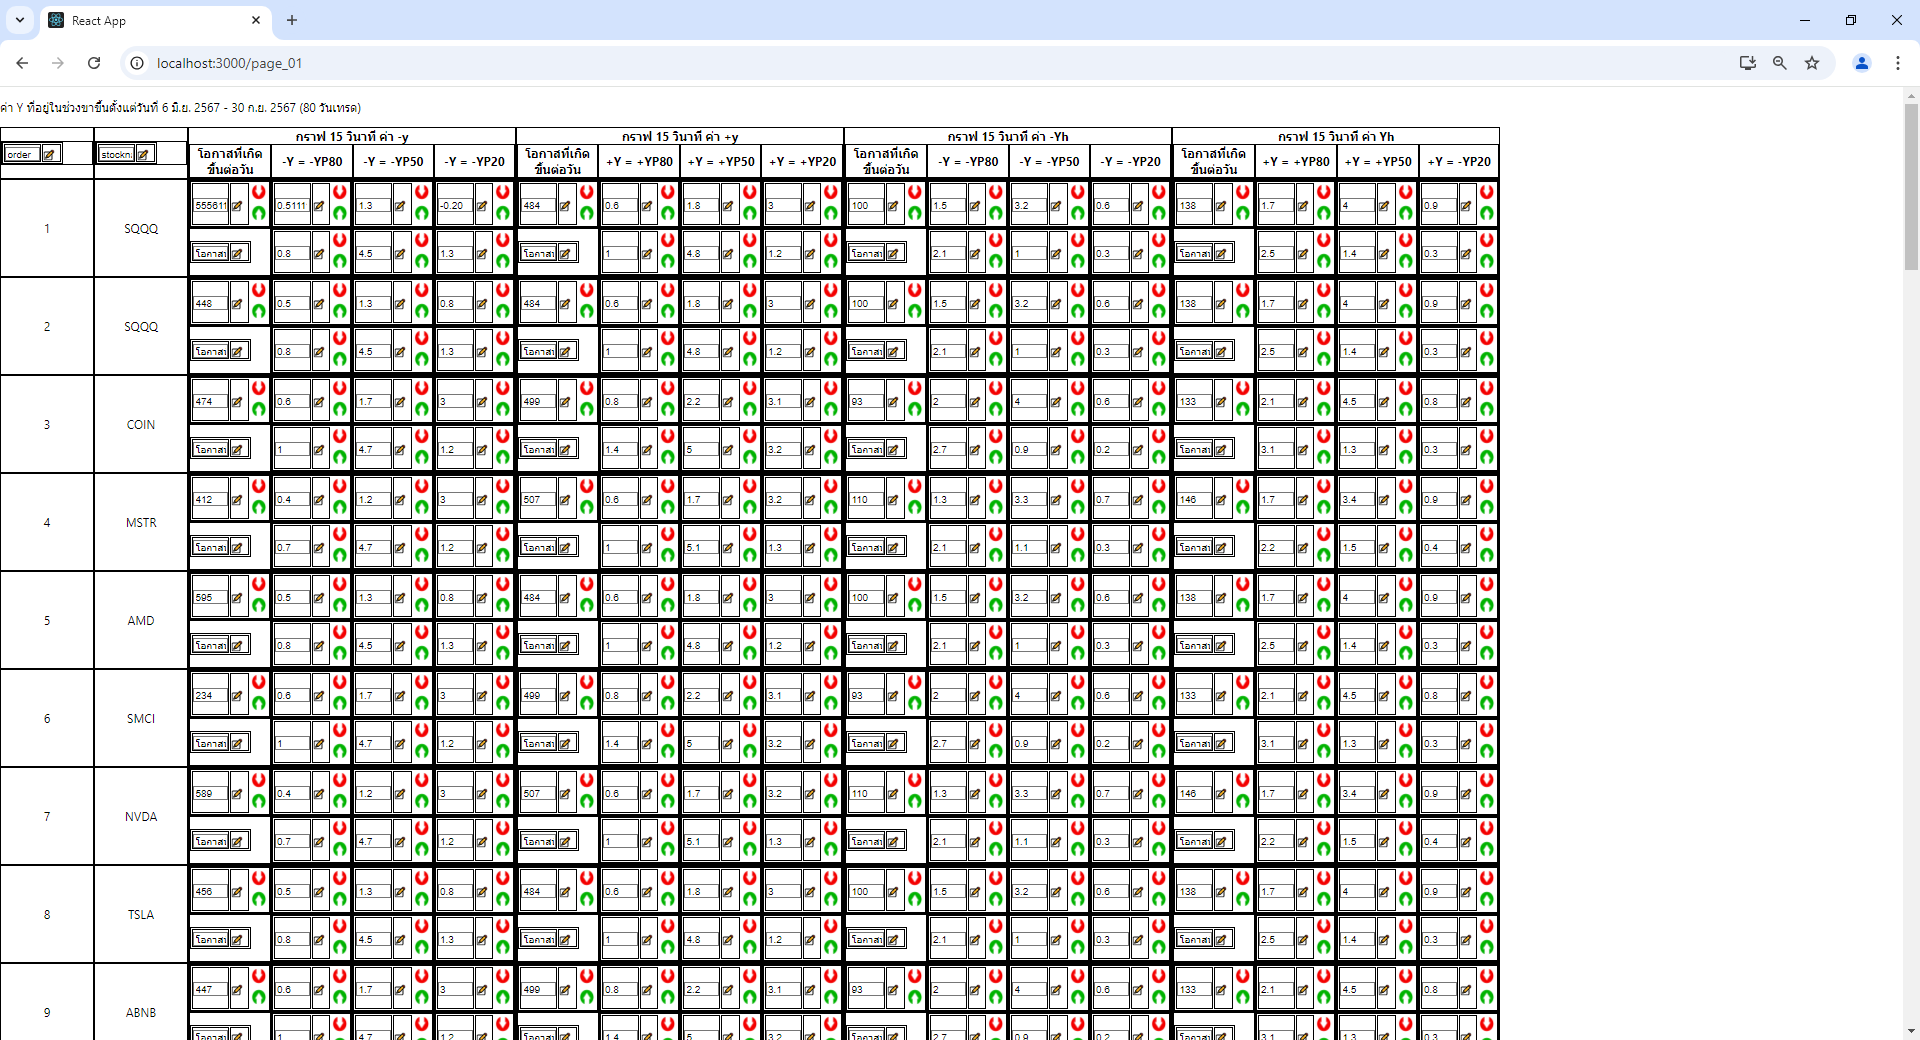 React App
localhost:3000/page_01
ค่า Y ที่อยู่ในช่วงขาขึ้นตั้งแต่วันที่ 6 มิ.ย. 2567 - 30 ก.ย. 2567 (80 วันเทรด)
กราฟ 15 วินาที ค่า -y กราฟ 15 วินาที ค่า +y กราฟ 15 วินาที ค่า -Yh กราฟ 15 วินาที ค่า Yh
order stockn โอกาสที่เกิดขึ้นต่อวัน -Y = -YP80 -Y = -YP50 -Y = -YP20 โอกาสที่เกิดขึ้นต่อวัน +Y = +YP80 +Y = +YP50 +Y = +YP20 โอกาสที่เกิดขึ้นต่อวัน -Y = -YP80 -Y = -YP50 -Y = -YP20 โอกาสที่เกิดขึ้นต่อวัน +Y = +YP80 +Y = +YP50 +Y = -YP20
555611 0.5111 1.3 -0.20 484 0.6 1.8 3 100 1.5 3.2 0.6 138 1.7 4 0.9
1 SQQQ
โอกาสเ 0.8 4.5 1.3 โอกาสเ 1 4.8 1.2 โอกาสเ 2.1 1 0.3 โอกาสเ 2.5 1.4 0.3
448 0.5 1.3 0.8 484 0.6 1.8 3 100 1.5 3.2 0.6 138 1.7 4 0.9
2 SQQQ
โอกาสเ 0.8 4.5 1.3 โอกาสเ 1 4.8 1.2 โอกาสเ 2.1 1 0.3 โอกาสเ 2.5 1.4 0.3
474 0.6 1.7 3 499 0.8 2.2 3.1 93 2 4 0.6 133 2.1 4.5 0.8
3 COIN
โอกาสเ 1 4.7 1.2 โอกาสเ 1.4 5 3.2 โอกาสเ 2.7 0.9 0.2 โอกาสเ 3.1 1.3 0.3
412 0.4 1.2 3 507 0.6 1.7 3.2 110 1.3 3.3 0.7 146 1.7 3.4 0.9
4 MSTR
โอกาสเ 0.7 4.7 1.2 โอกาสเ 1 5.1 1.3 โอกาสเ 2.1 1.1 0.3 โอกาสเ 2.2 1.5 0.4
595 0.5 1.3 0.8 484 0.6 1.8 3 100 1.5 3.2 0.6 138 1.7 4 0.9
5 AMD
โอกาสเ 0.8 4.5 1.3 โอกาสเ 1 4.8 1.2 โอกาสเ 2.1 1 0.3 โอกาสเ 2.5 1.4 0.3
234 0.6 1.7 3 499 0.8 2.2 3.1 93 2 4 0.6 133 2.1 4.5 0.8
6 SMCI
โอกาสเ 1 4.7 1.2 โอกาสเ 1.4 5 3.2 โอกาสเ 2.7 0.9 0.2 โอกาสเ 3.1 1.3 0.3
589 0.4 1.2 3 507 0.6 1.7 3.2 110 1.3 3.3 0.7 146 1.7 3.4 0.9
7 NVDA
โอกาสเ 0.7 4.7 1.2 โอกาสเ 1 5.1 1.3 โอกาสเ 2.1 1.1 0.3 โอกาสเ 2.2 1.5 0.4
456 0.5 1.3 0.8 484 0.6 1.8 3 100 1.5 3.2 0.6 138 1.7 4 0.9
8 TSLA
โอกาสเ 0.8 4.5 1.3 โอกาสเ 1 4.8 1.2 โอกาสเ 2.1 1 0.3 โอกาสเ 2.5 1.4 0.3
447 0.6 1.7 3 499 0.8 2.2 3.1 93 2 4 0.6 133 2.1 4.5 0.8
9 ABNB
โอกาสเ 1 4.7 1.2 โอกาสเ 1.4 5 3.2 โอกาสเ 2.7 0.9 0.2 โอกาสเ 3.1 1.3 0.3